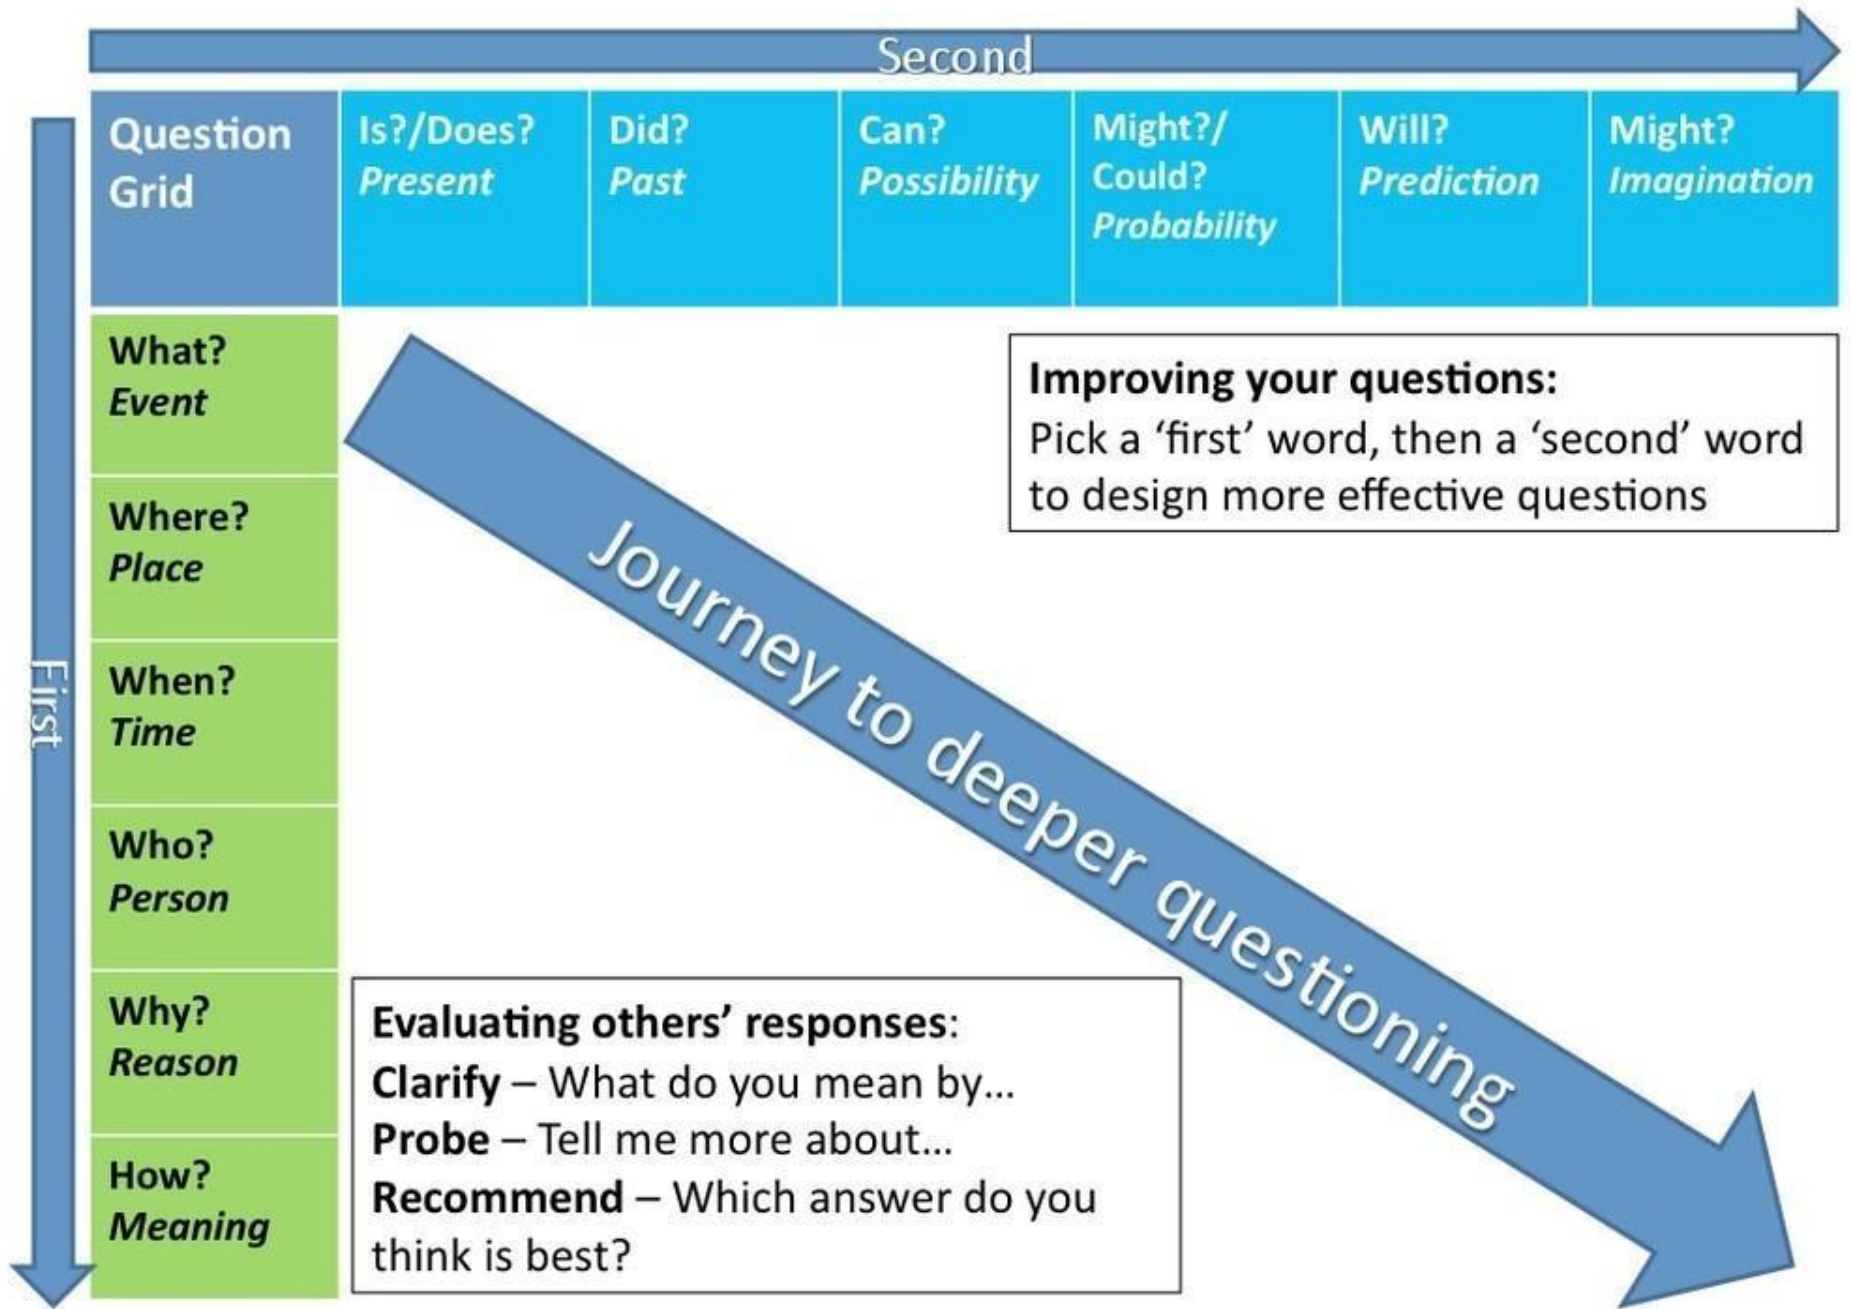 Second
First
Question
Grid
Is?/Does?
Present
Did?
Past
Can?
Possibility
Might?/
Could?
Probability
Will?
Prediction
Might?
Imagination
What?
Event
Where?
Place
When?
Time
Who?
Person
Why?
Reason
How?
Meaning
Improving your questions:
Pick a ‘first’ word, then a ‘second’ word
to design more effective questions
Journey to deeper questioning
Evaluating others’ responses:
Clarify – What do you mean by...
Probe – Tell me more about...
Recommend – Which answer do you
think is best?